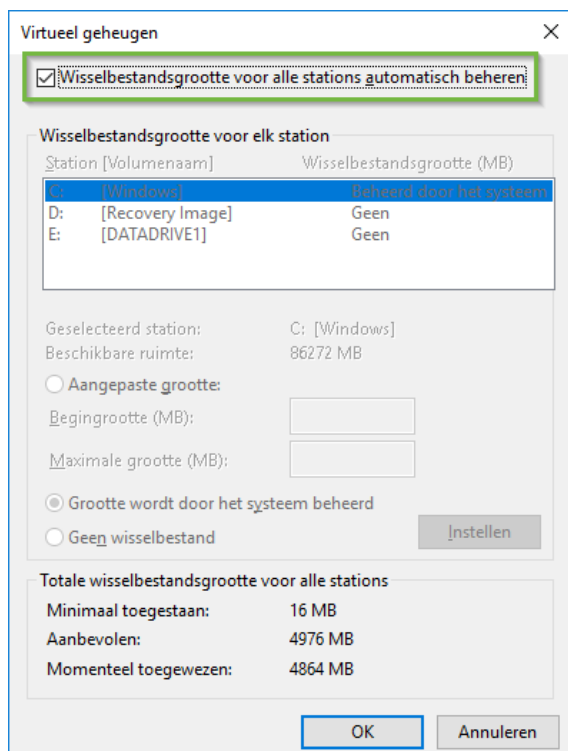 Virtueel geheugen
Wisselbestandsgrootte voor alle stations automatisch beheren
Wisselbestandsgrootte voor elk station
Station [Volumenaam] Wisselbestandsgrootte (MB)
C: [Windows] Beheerd door het systeem
D: [Recovery Image] Geen
E: [DATADRIVE1] Geen
Geselecteerd station: C: [Windows]
Beschikbare ruimte: 86272 MB
Aangepaste grootte:
Begingrootte (MB):
Maximale grootte (MB):
Grootte wordt door het systeem beheerd
Geen wisselbestand Instellen
Totale wisselbestandsgrootte voor alle stations
Minimaal toegestaan: 16 MB
Aanbevolen: 4976 MB
Momenteel toegewezen: 4864 MB
OK Annuleren